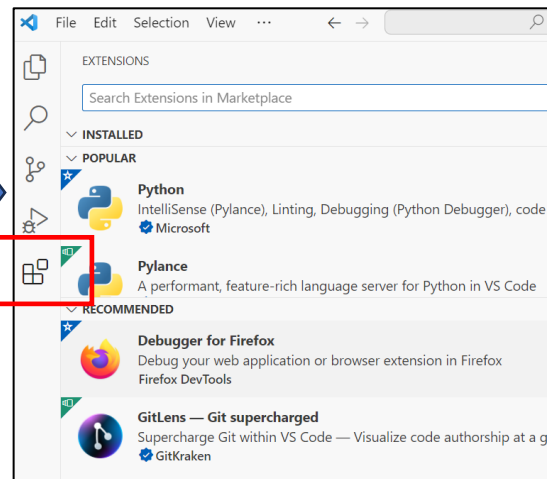 File Edit Selection View ···
EXTENSIONS
Search Extensions in Marketplace
INSTALLED
POPULAR
Python
IntelliSense (Pylance), Linting, Debugging (Python Debugger), code
Microsoft
Pylance
A performant, feature-rich language server for Python in VS Code
RECOMMENDED
Debugger for Firefox
Debug your web application or browser extension in Firefox
Firefox DevTools
GitLens — Git supercharged
Supercharge Git within VS Code — Visualize code authorship at a g
GitKraken